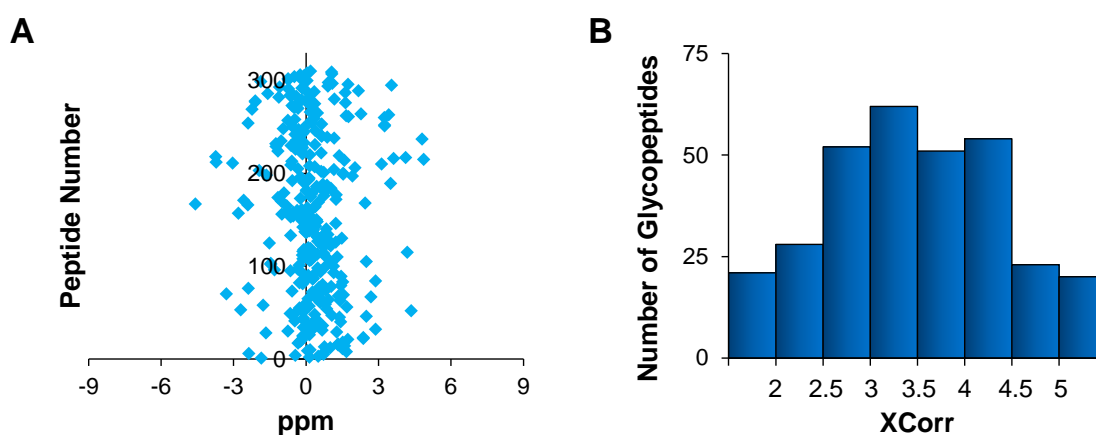 A
Peptide Number
300
200
100
0
-9 -6 -3 0 3 6 9
ppm
B
Number of Glycopeptides
75
50
25
0
2 2.5 3 3.5 4 4.5 5
XCorr